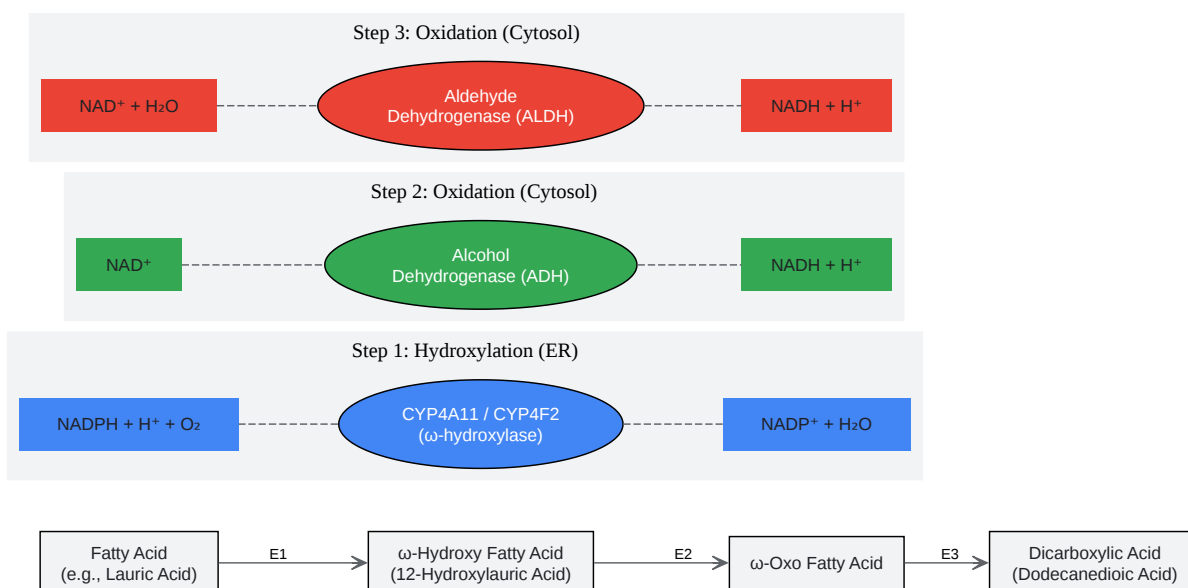 Step 3: Oxidation (Cytosol)
NAD⁺ + H₂O
Aldehyde
Dehydrogenase (ALDH)
NADH + H⁺
Step 2: Oxidation (Cytosol)
NAD⁺
Alcohol
Dehydrogenase (ADH)
NADH + H⁺
Step 1: Hydroxylation (ER)
NADPH + H⁺ + O₂
CYP4A11 / CYP4F2
(ω-hydroxylase)
NADP⁺ + H₂O
Fatty Acid
(e.g., Lauric Acid)
E1
ω-Hydroxy Fatty Acid
(12-Hydroxylauric Acid)
E2
ω-Oxo Fatty Acid
E3
Dicarboxylic Acid
(Dodecanedioic Acid)